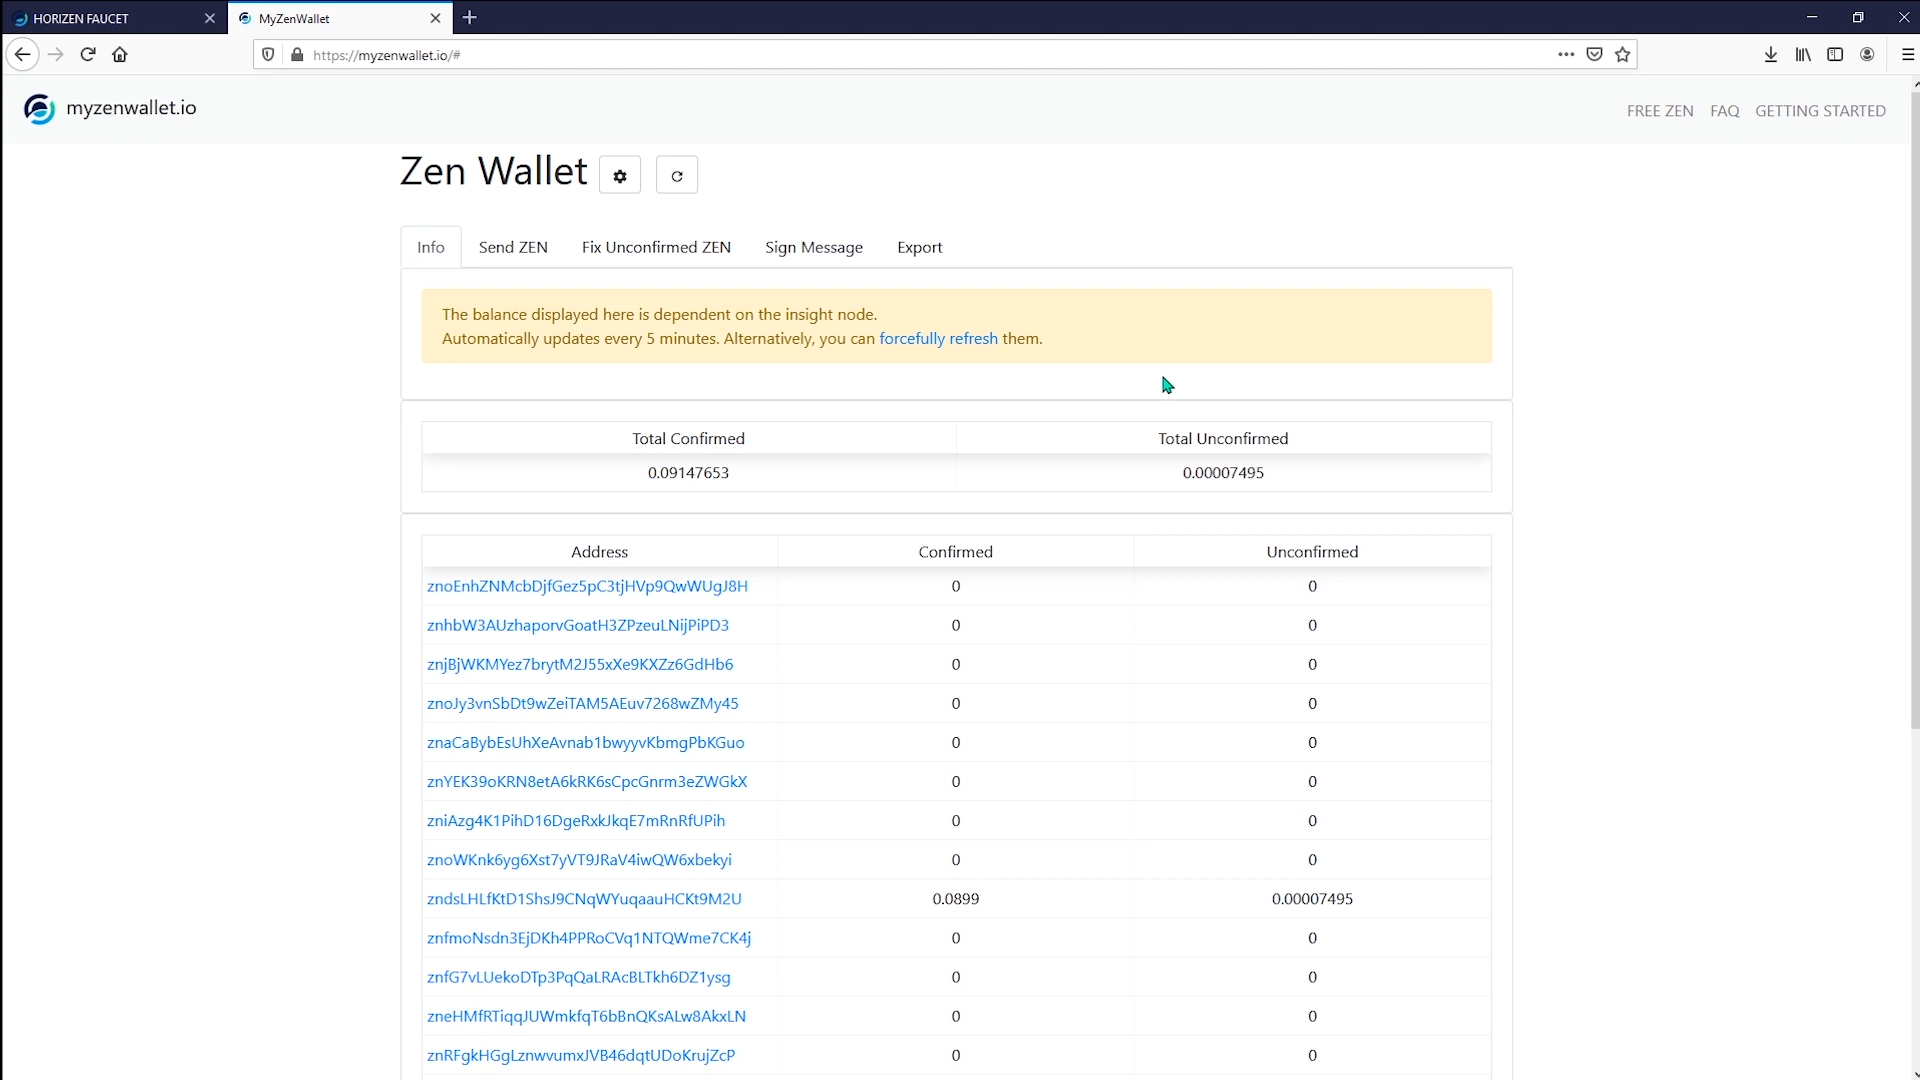 HORIZEN FAUCET
MyZenWallet
https://myzenwallet.io/#
myzenwallet.io
FREE ZEN FAQ GETTING STARTED
Zen Wallet
Info Send ZEN Fix Unconfirmed ZEN Sign Message Export
The balance displayed here is dependent on the insight node.
Automatically updates every 5 minutes. Alternatively, you can forcefully refresh them.
Total Confirmed Total Unconfirmed
0.09147653 0.00007495
Address Confirmed Unconfirmed
znoEnhZNMcbDjfGez5pC3tjHVp9QwWUgJ8H 0 0
znhbW3AUzhaporvGoatH3ZPzeuLNijPiPD3 0 0
znjBjWKMYez7brytM2J55xXe9KXZz6GdHb6 0 0
znoJy3vnSbDt9wZeiTAM5AEuv7268wZMy45 0 0
znaCaBybEsUhXeAvnab1bwyyvKbmgPbKGuo 0 0
znYEK39oKRN8etA6kRK6sCpcGnrm3eZWGkX 0 0
zniAzg4K1PihD16DgeRxkJkqE7mRnRfUPih 0 0
znoWKnk6yg6Xst7yVT9JRaV4iwQW6xbekyi 0 0
zndsLHLfKtD1ShsJ9CNqWYuqaauHCKt9M2U 0.0899 0.00007495
znfmoNsdn3EjDKh4PPRoCVq1NTQWme7CK4j 0 0
znfG7vLUekoDTp3PqQaLRAcBLTkh6DZ1ysg 0 0
zneHMfRTiqqJUWmkfqT6bBnQKsALw8AkxLN 0 0
znRFgkHGgLznwvumxJVB46dqtUDoKrujZcP 0 0